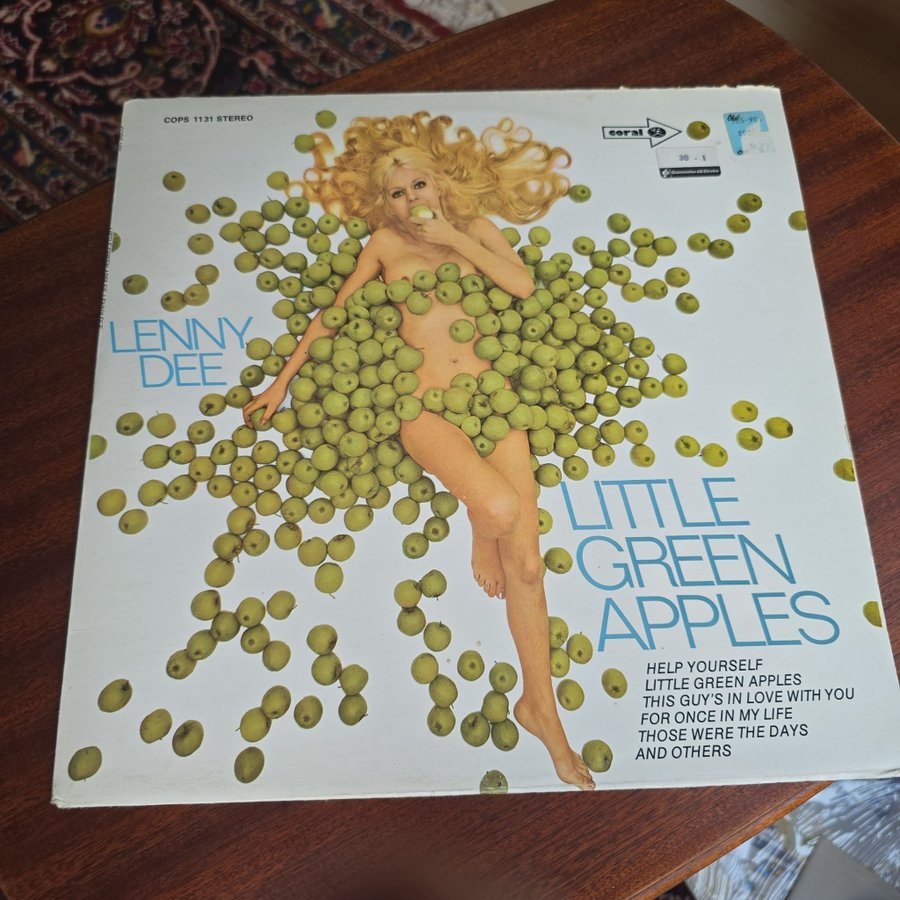 COPS 1131 STEREO
coral
30 - 1
LENNY
DEE
LITTLE
GREEN
APPLES
HELP YOURSELF
LITTLE GREEN APPLES
THIS GUY'S IN LOVE WITH YOU
FOR ONCE IN MY LIFE
THOSE WERE THE DAYS
AND OTHERS